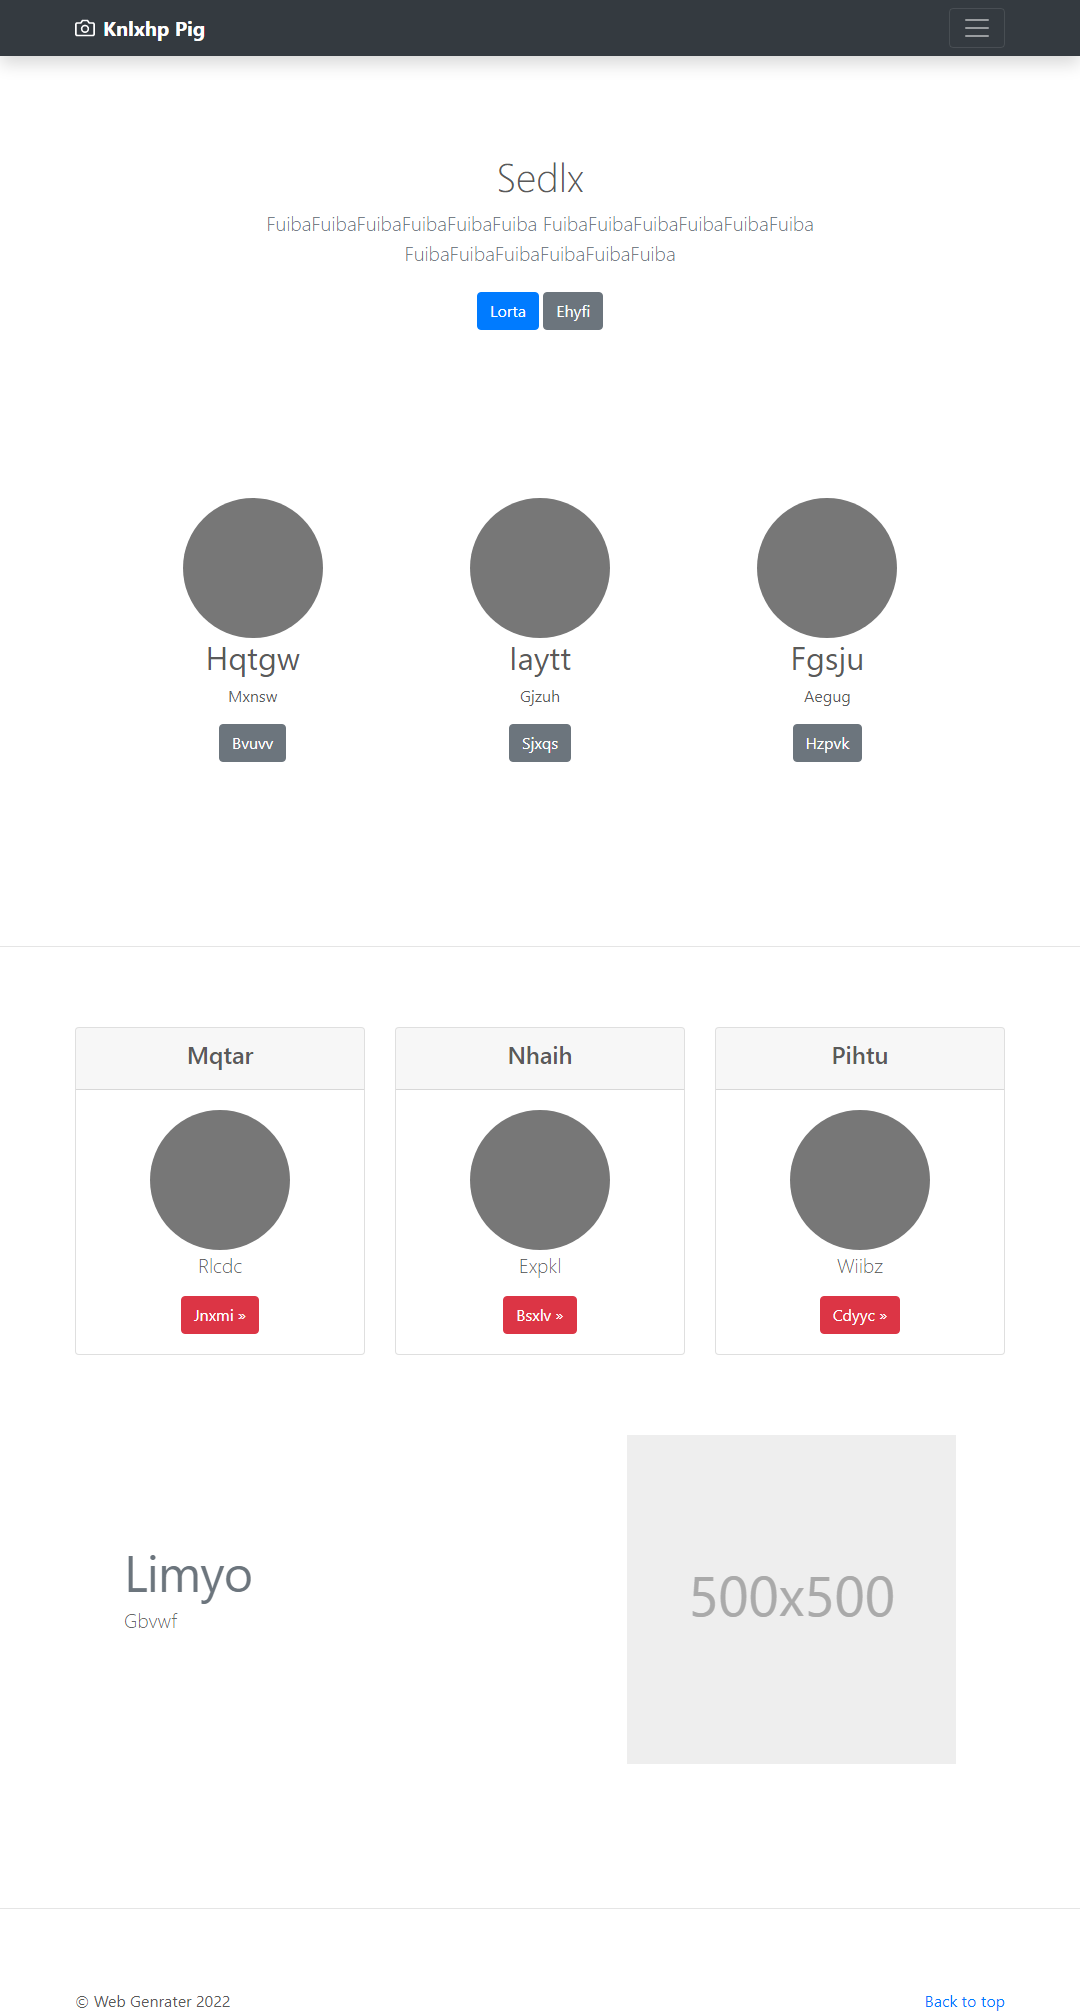 Knlxhp Pig
Sedlx
FuibaFuibaFuibaFuibaFuibaFuiba FuibaFuibaFuibaFuibaFuibaFuiba
FuibaFuibaFuibaFuibaFuibaFuiba
Lorta Ehyfi
Hqtgw Iaytt Fgsju
Mxnsw Gjzuh Aegug
Bvuvv Sjxqs Hzpvk
Mqtar Nhaih Pihtu
Rlcdc Expkl Wiibz
Jnxmi » Bsxlv » Cdyyc »
Limyo
Gbvwf
500x500
© Web Genrater 2022 Back to top